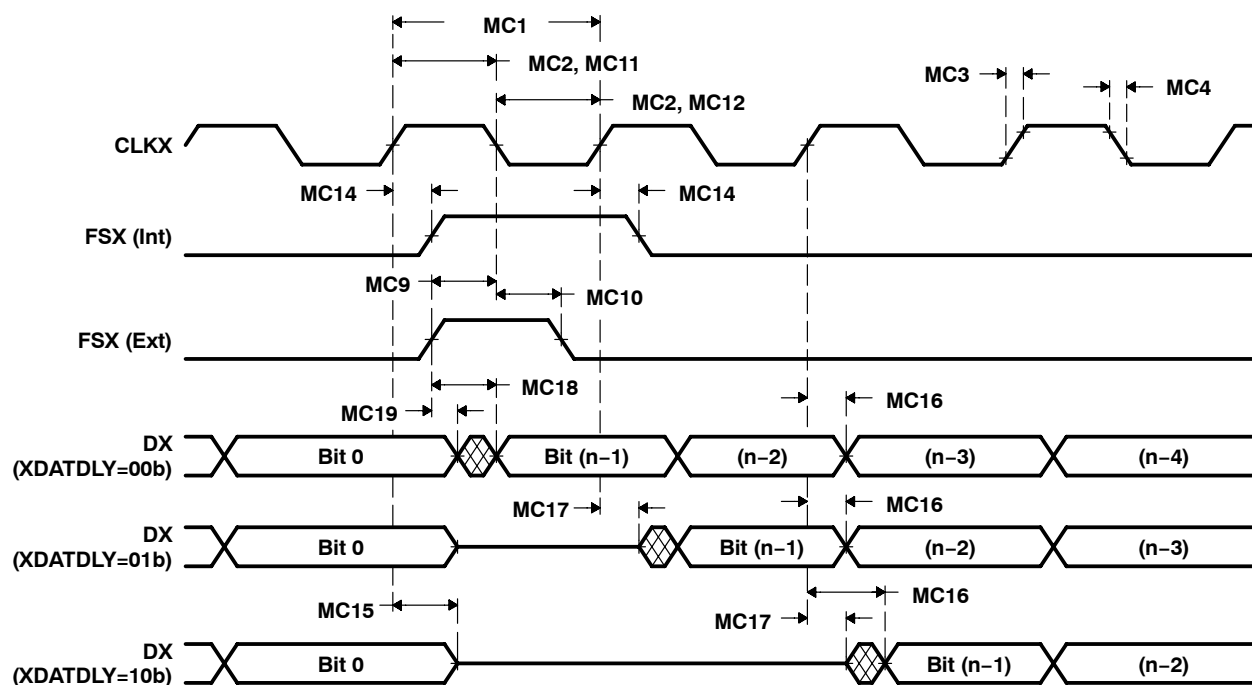 MC1
MC2, MC11
MC3
MC4
MC2, MC12
CLKX
MC14
MC14
FSX (Int)
MC9
MC10
FSX (Ext)
MC18
MC19
MC16
DX
(XDATDLY=00b)
Bit 0
Bit (n−1)
(n−2)
(n−3)
(n−4)
MC17
MC16
DX
(XDATDLY=01b)
Bit 0
Bit (n−1)
(n−2)
(n−3)
MC15
MC16
MC17
DX
(XDATDLY=10b)
Bit 0
Bit (n−1)
(n−2)